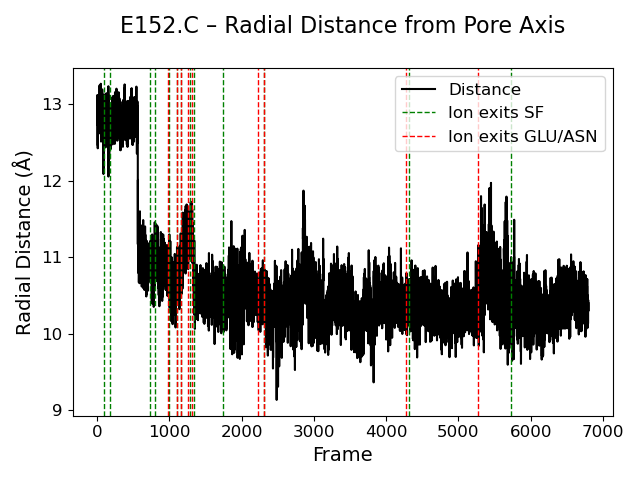 E152.C – Radial Distance from Pore Axis
Radial Distance (Å)
13
12
11
10
9
Distance
Ion exits SF
Ion exits GLU/ASN
0
1000
2000
3000
4000
5000
6000
7000
Frame